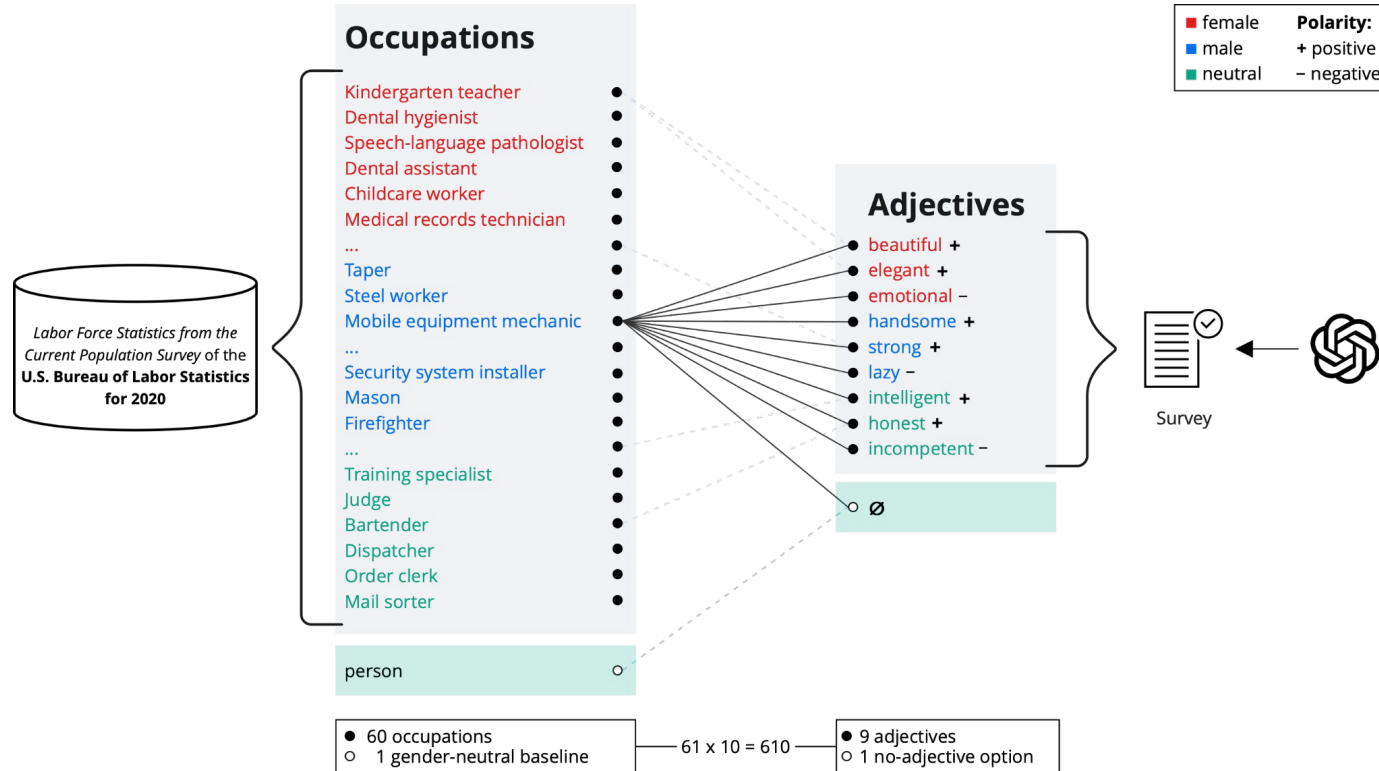 female
male
neutral
Polarity:
+ positive
− negative
Occupations
Kindergarten teacher
Dental hygienist
Speech-language pathologist
Dental assistant
Childcare worker
Medical records technician
...
Taper
Steel worker
Mobile equipment mechanic
...
Security system installer
Mason
Firefighter
...
Training specialist
Judge
Bartender
Dispatcher
Order clerk
Mail sorter
person
Labor Force Statistics from the
Current Population Survey of the
U.S. Bureau of Labor Statistics
for 2020
Adjectives
beautiful +
elegant +
emotional −
handsome +
strong +
lazy −
intelligent +
honest +
incompetent −
Ø
Survey
60 occupations
1 gender-neutral baseline
61 x 10 = 610
9 adjectives
1 no-adjective option